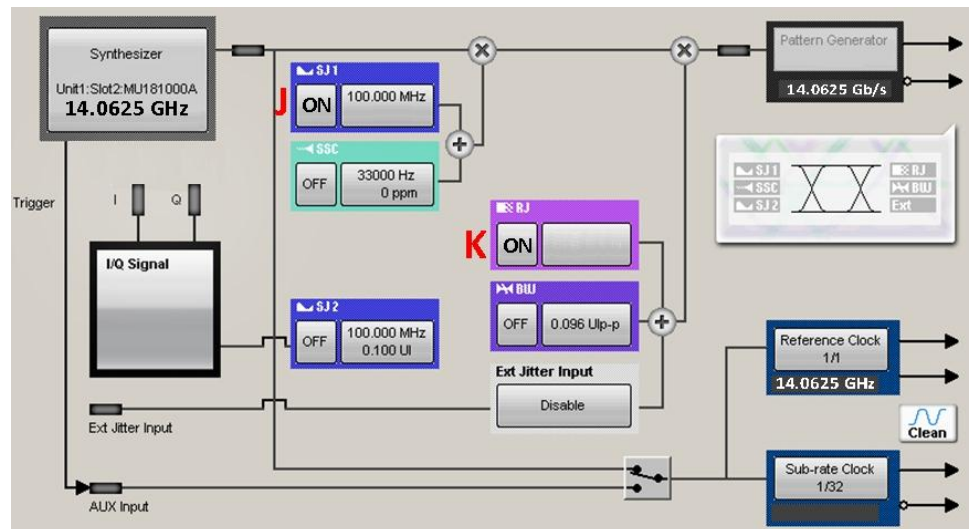 Synthesizer
Unit1:Slot2:MU181000A
14.0625 GHz
Pattern Generator
14.0625 Gb/s
J
SJ1
ON
100.000 MHz
SSC
OFF
33000 Hz
0 ppm
SJ1
SSC
SJ2
RJ
BUJ
Ext
Trigger
I
Q
I/Q Signal
K
RJ
ON
BUJ
OFF
0.096 UIp-p
SJ2
OFF
100.000 MHz
0.100 UI
Ext Jitter Input
Disable
Ext Jitter Input
AUX Input
Reference Clock
1/1
14.0625 GHz
Clean
Sub-rate Clock
1/32